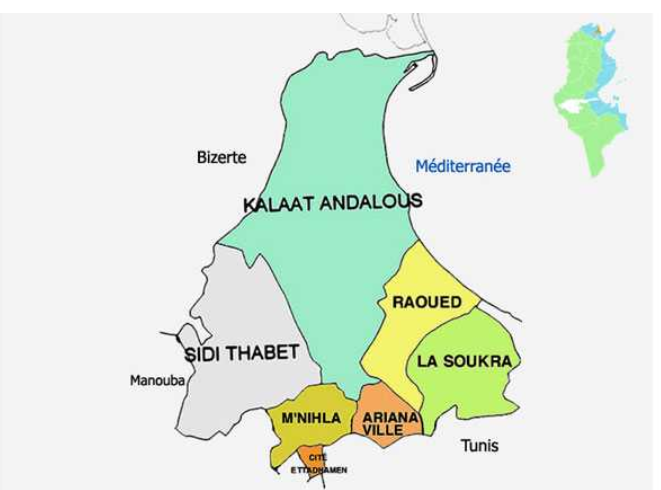 Bizerte
Méditerranée
KALAAT ANDALOUS
RAOUED
SIDI THABET
LA SOUKRA
Manouba
M'NIHLA
ARIANA
VILLE
Tunis
CITE
ETTADHAMEN